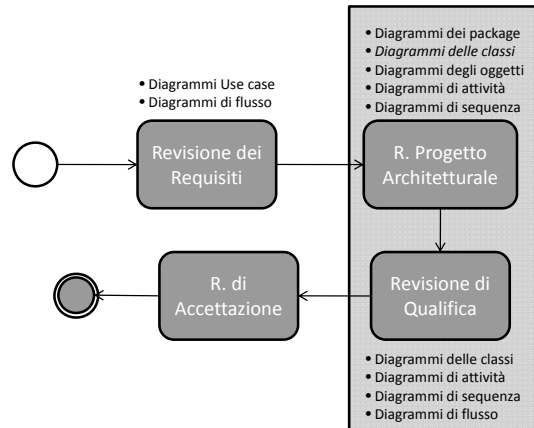 • Diagrammi dei package
• Diagrammi delle classi
• Diagrammi degli oggetti
• Diagrammi di attività
• Diagrammi di sequenza
• Diagrammi Use case
• Diagrammi di flusso
Revisione dei
Requisiti
R. Progetto
Architetturale
R. di
Accettazione
Revisione di
Qualifica
• Diagrammi delle classi
• Diagrammi di attività
• Diagrammi di sequenza
• Diagrammi di flusso